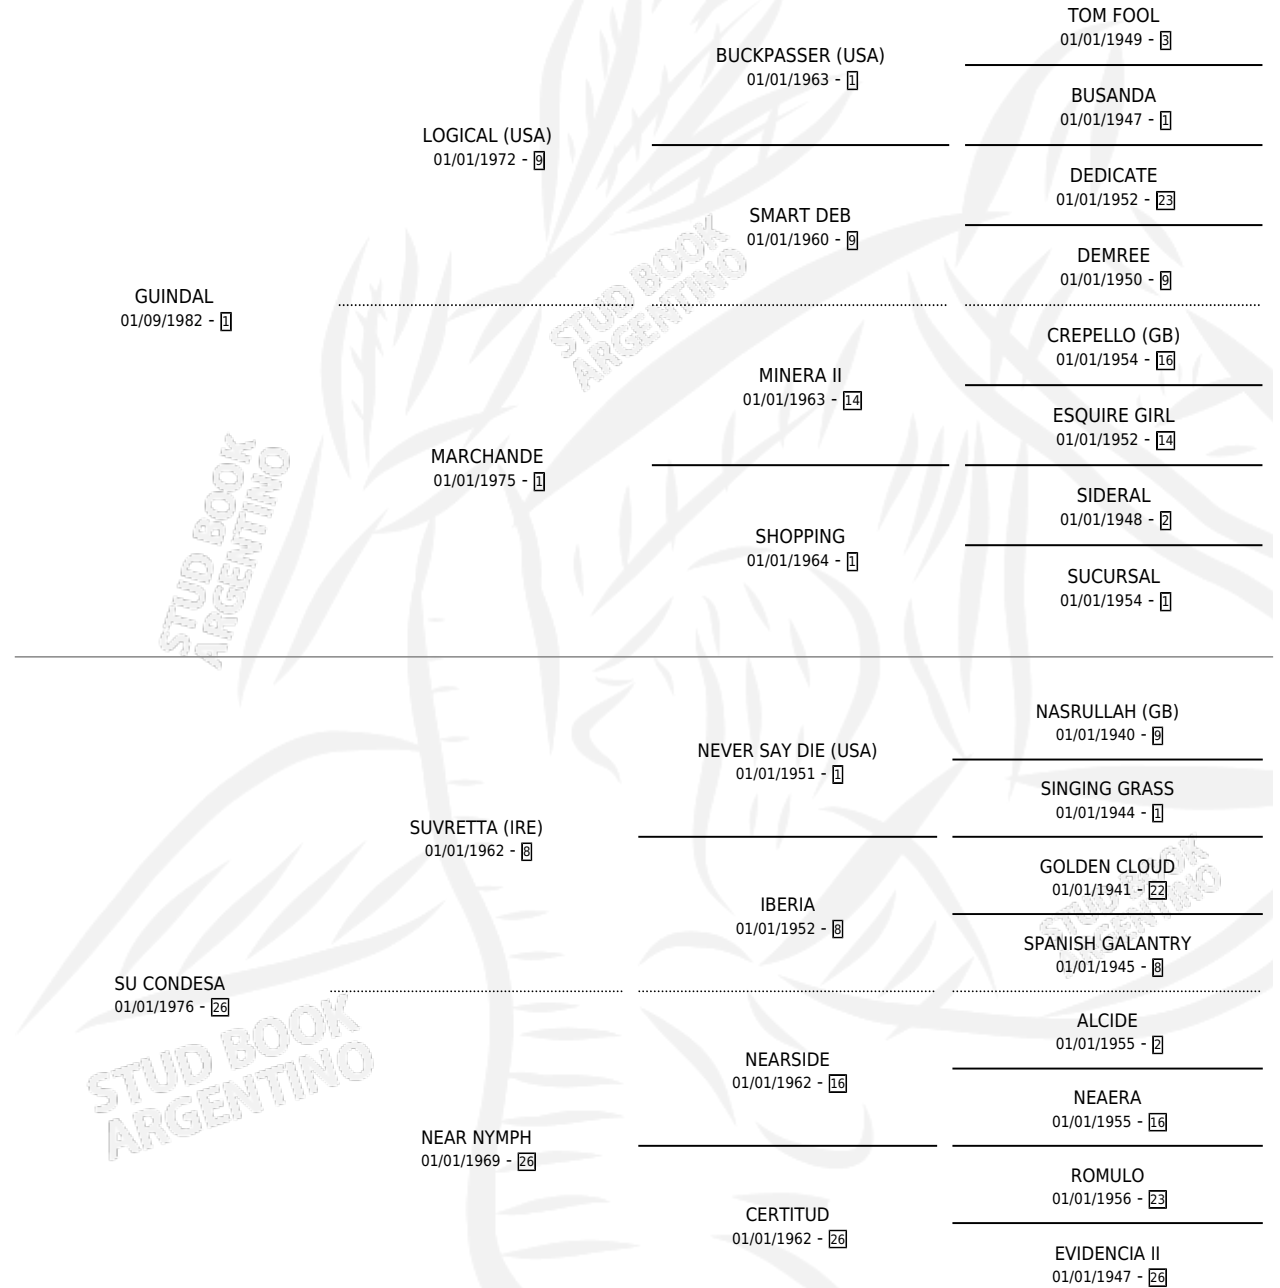 TOM FOOL
01/01/1949 - 3
BUCKPASSER (USA)
01/01/1963 - 1
BUSANDA
01/01/1947 - 1
LOGICAL (USA)
01/01/1972 - 9
DEDICATE
01/01/1952 - 23
SMART DEB
01/01/1960 - 9
DEMREE
01/01/1950 - 9
GUINDAL
01/09/1982 - 1
STUD BOOK
ARGENTINO
CREPELLO (GB)
01/01/1954 - 16
MINERA II
01/01/1963 - 14
ESQUIRE GIRL
01/01/1952 - 14
MARCHANDE
01/01/1975 - 1
SIDERAL
01/01/1948 - 2
SHOPPING
01/01/1964 - 1
SUCURSAL
01/01/1954 - 1
STUD BOOK
ARGENTINO
NASRULLAH (GB)
01/01/1940 - 9
NEVER SAY DIE (USA)
01/01/1951 - 1
SINGING GRASS
01/01/1944 - 1
SUVRETTA (IRE)
01/01/1962 - 8
GOLDEN CLOUD
01/01/1941 - 22
IBERIA
01/01/1952 - 8
STUD BOOK
ARGENTINO
SPANISH GALANTRY
01/01/1945 - 8
SU CONDESA
01/01/1976 - 26
STUD BOOK
ARGENTINO
ALCIDE
01/01/1955 - 2
NEARSIDE
01/01/1962 - 16
NEAERA
01/01/1955 - 16
NEAR NYMPH
01/01/1969 - 26
ROMULO
01/01/1956 - 23
CERTITUD
01/01/1962 - 26
EVIDENCIA II
01/01/1947 - 26